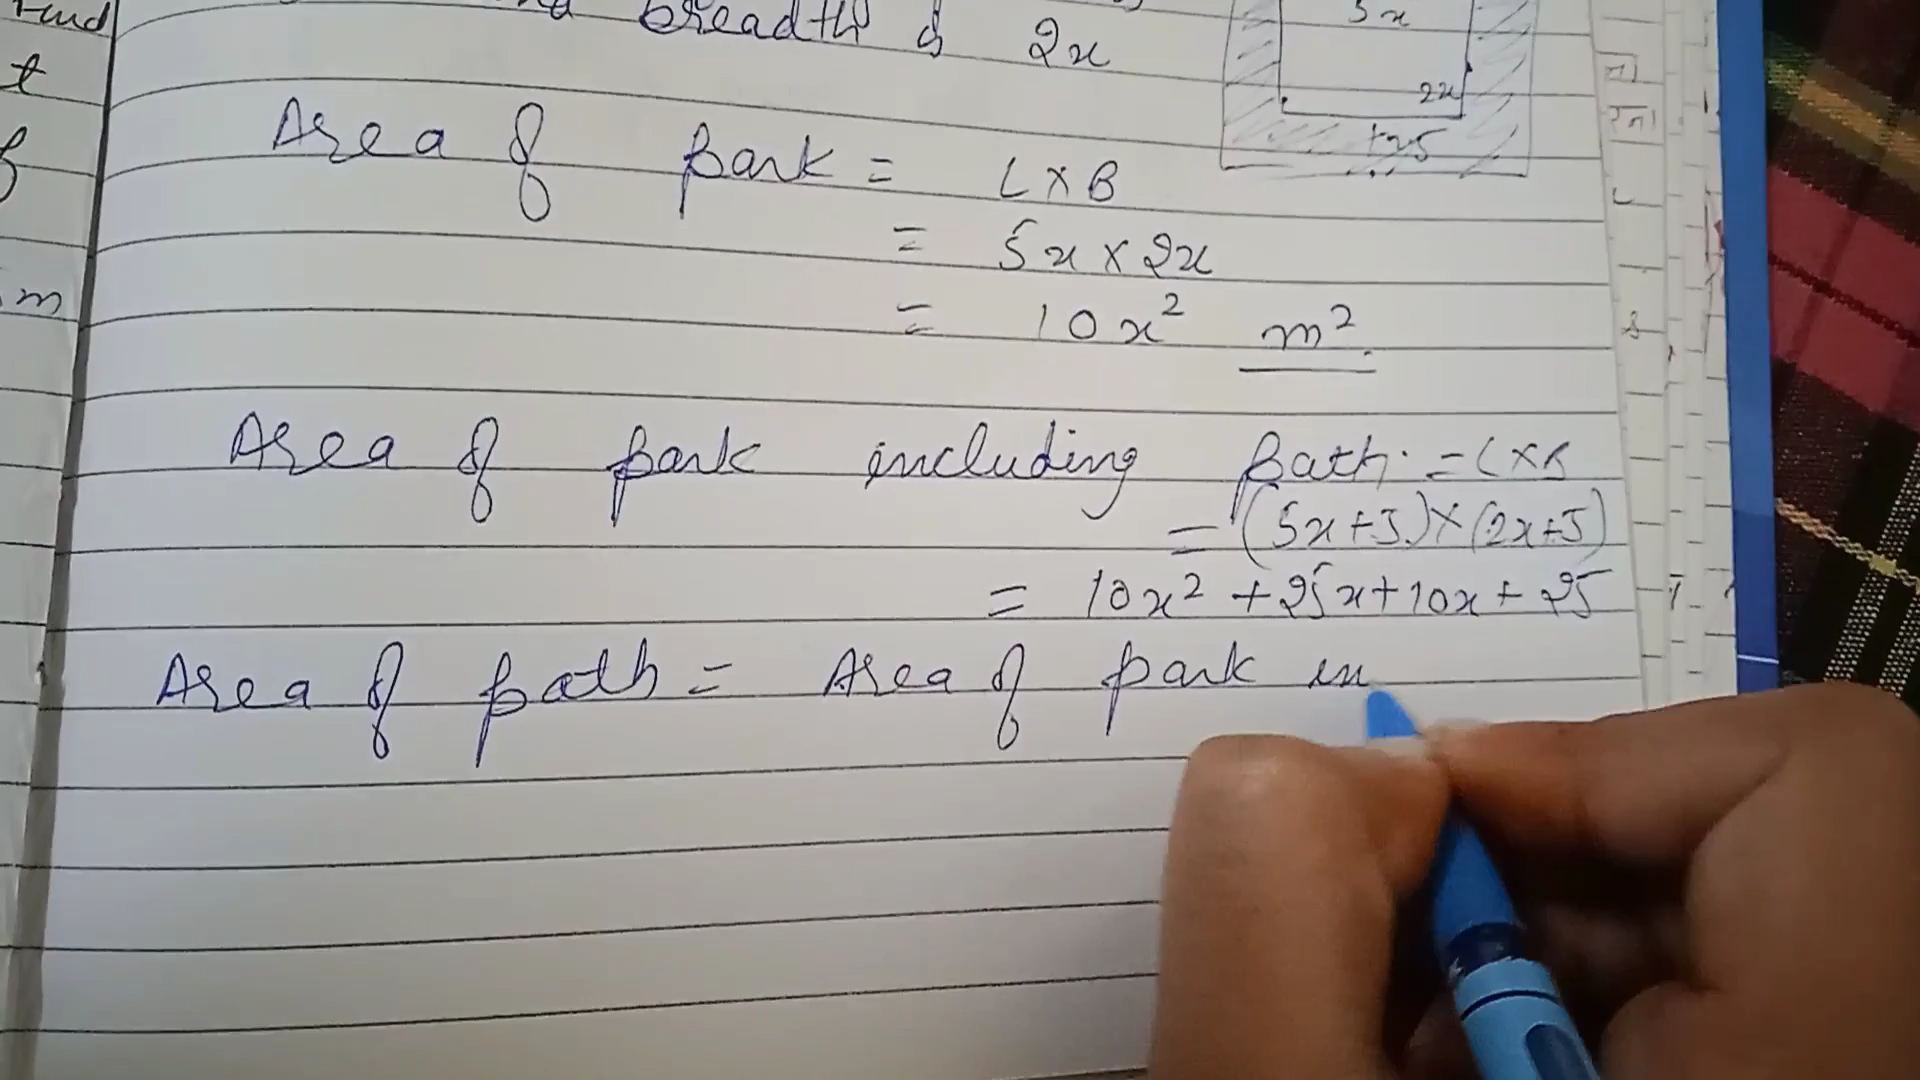 breadth is 2x
5x
2x
Area of park = L×B
= 5x × 2x
= 10x² m².
Area of park including path. = L×B
= (5x+5)×(2x+5)
= 10x² + 25x + 10x + 25
Area of path = Area of park in
t
m